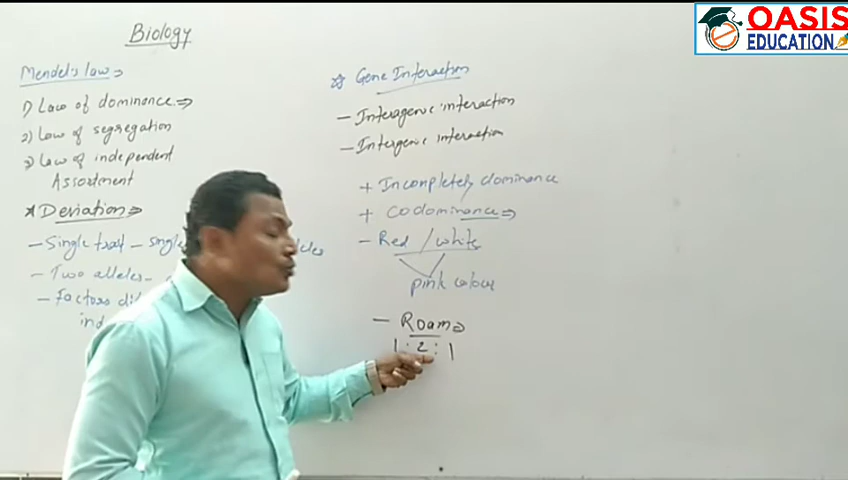 OASIS
EDUCATION
Biology
Mendel's law
1) Law of dominance ⇒
2) Law of segregation
3) Law of independent
Assortment
* Deviation ⇒
- Single trait - single
- Two alleles -
- Factors
* Gene Interaction
- Interagenic interaction
- Intergenic interaction
+ Incompletely dominance
+ codominance ⇒
- Red / white
pink colour
- Roam
1 : 2 : 1